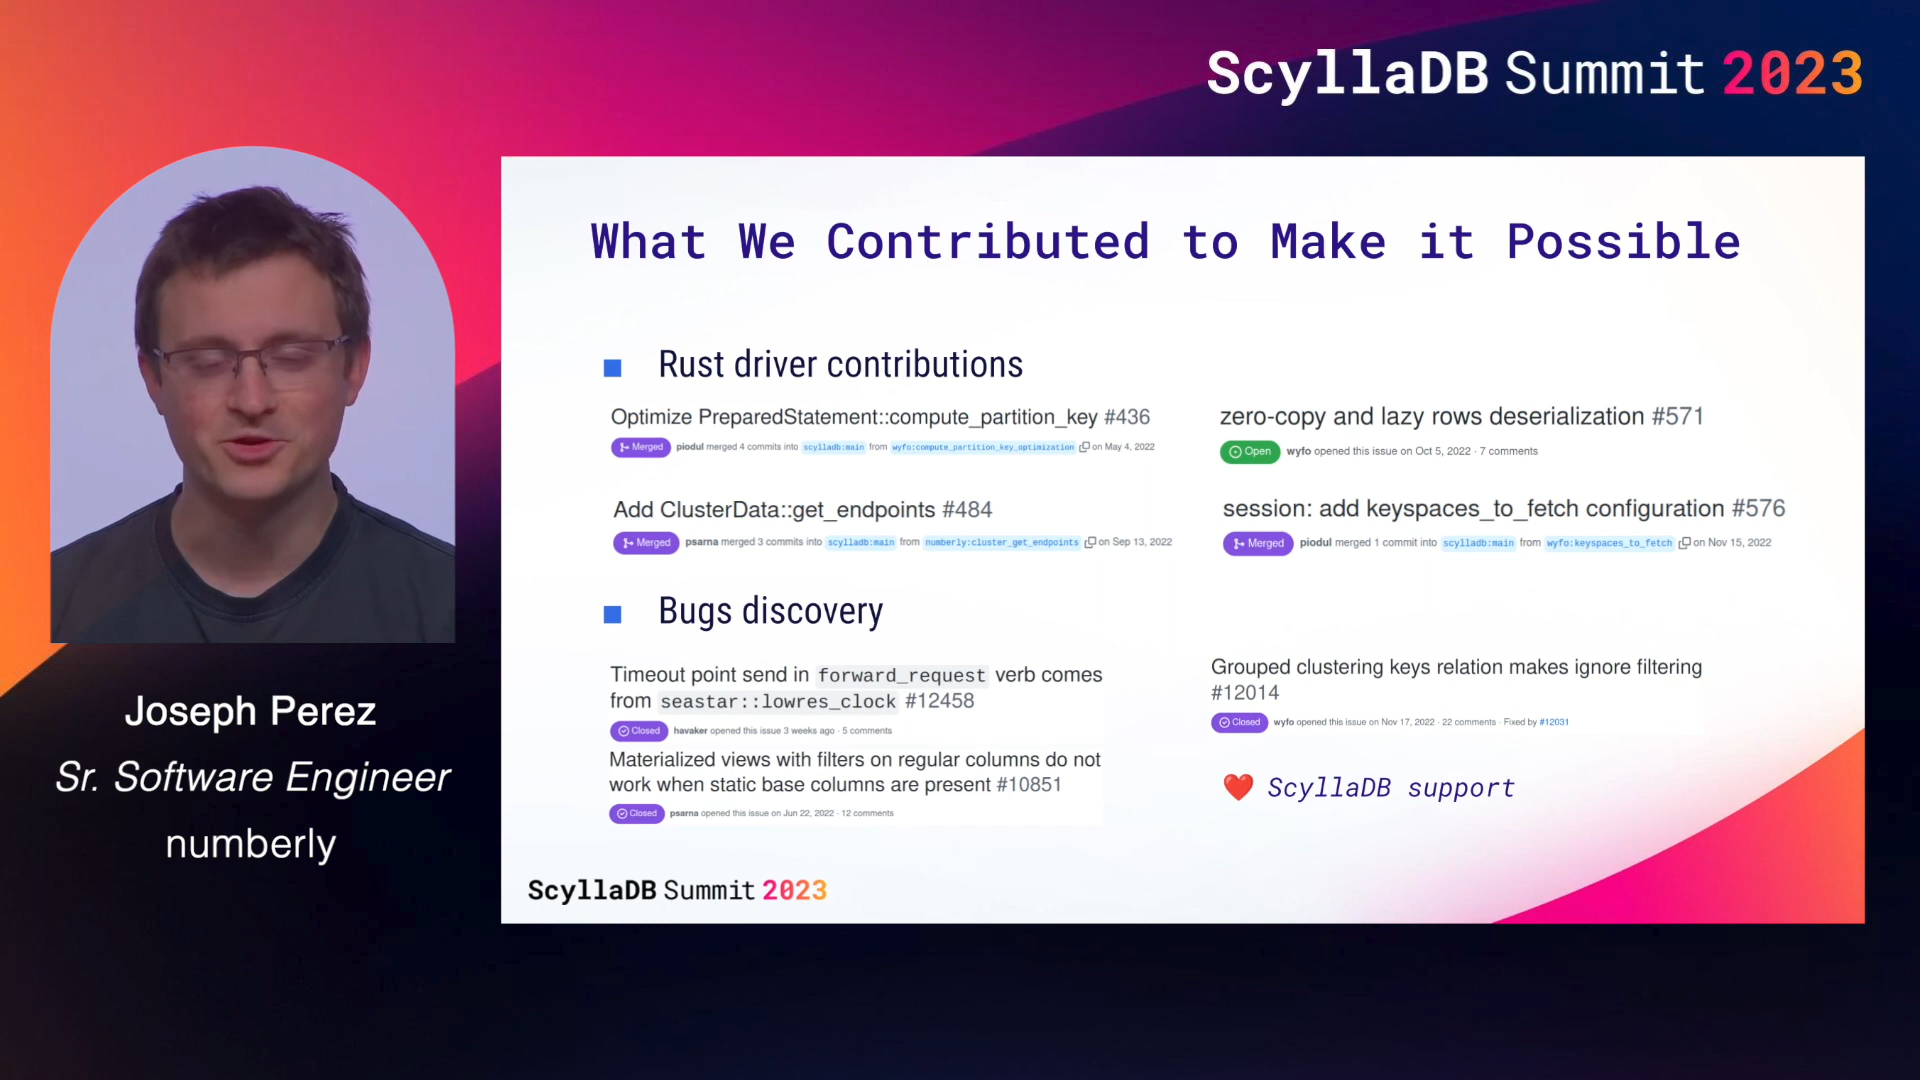 ScyllaDB Summit 2023
What We Contributed to Make it Possible
Rust driver contributions
Optimize PreparedStatement::compute_partition_key #436
Merged piodul merged 4 commits into scylladb:main from wyfo:compute_partition_key_optimization on May 4, 2022
zero-copy and lazy rows deserialization #571
Open wyfo opened this issue on Oct 5, 2022 · 7 comments
Add ClusterData::get_endpoints #484
Merged psarna merged 3 commits into scylladb:main from numberly:cluster_get_endpoints on Sep 13, 2022
session: add keyspaces_to_fetch configuration #576
Merged piodul merged 1 commit into scylladb:main from wyfo:keyspaces_to_fetch on Nov 15, 2022
Bugs discovery
Timeout point send in forward_request verb comes
from seastar::lowres_clock #12458
Closed havaker opened this issue 3 weeks ago · 5 comments
Materialized views with filters on regular columns do not
work when static base columns are present #10851
Closed psarna opened this issue on Jun 22, 2022 · 12 comments
Grouped clustering keys relation makes ignore filtering
#12014
Closed wyfo opened this issue on Nov 17, 2022 · 22 comments · Fixed by #12031
❤️ ScyllaDB support
ScyllaDB Summit 2023
Joseph Perez
Sr. Software Engineer
numberly